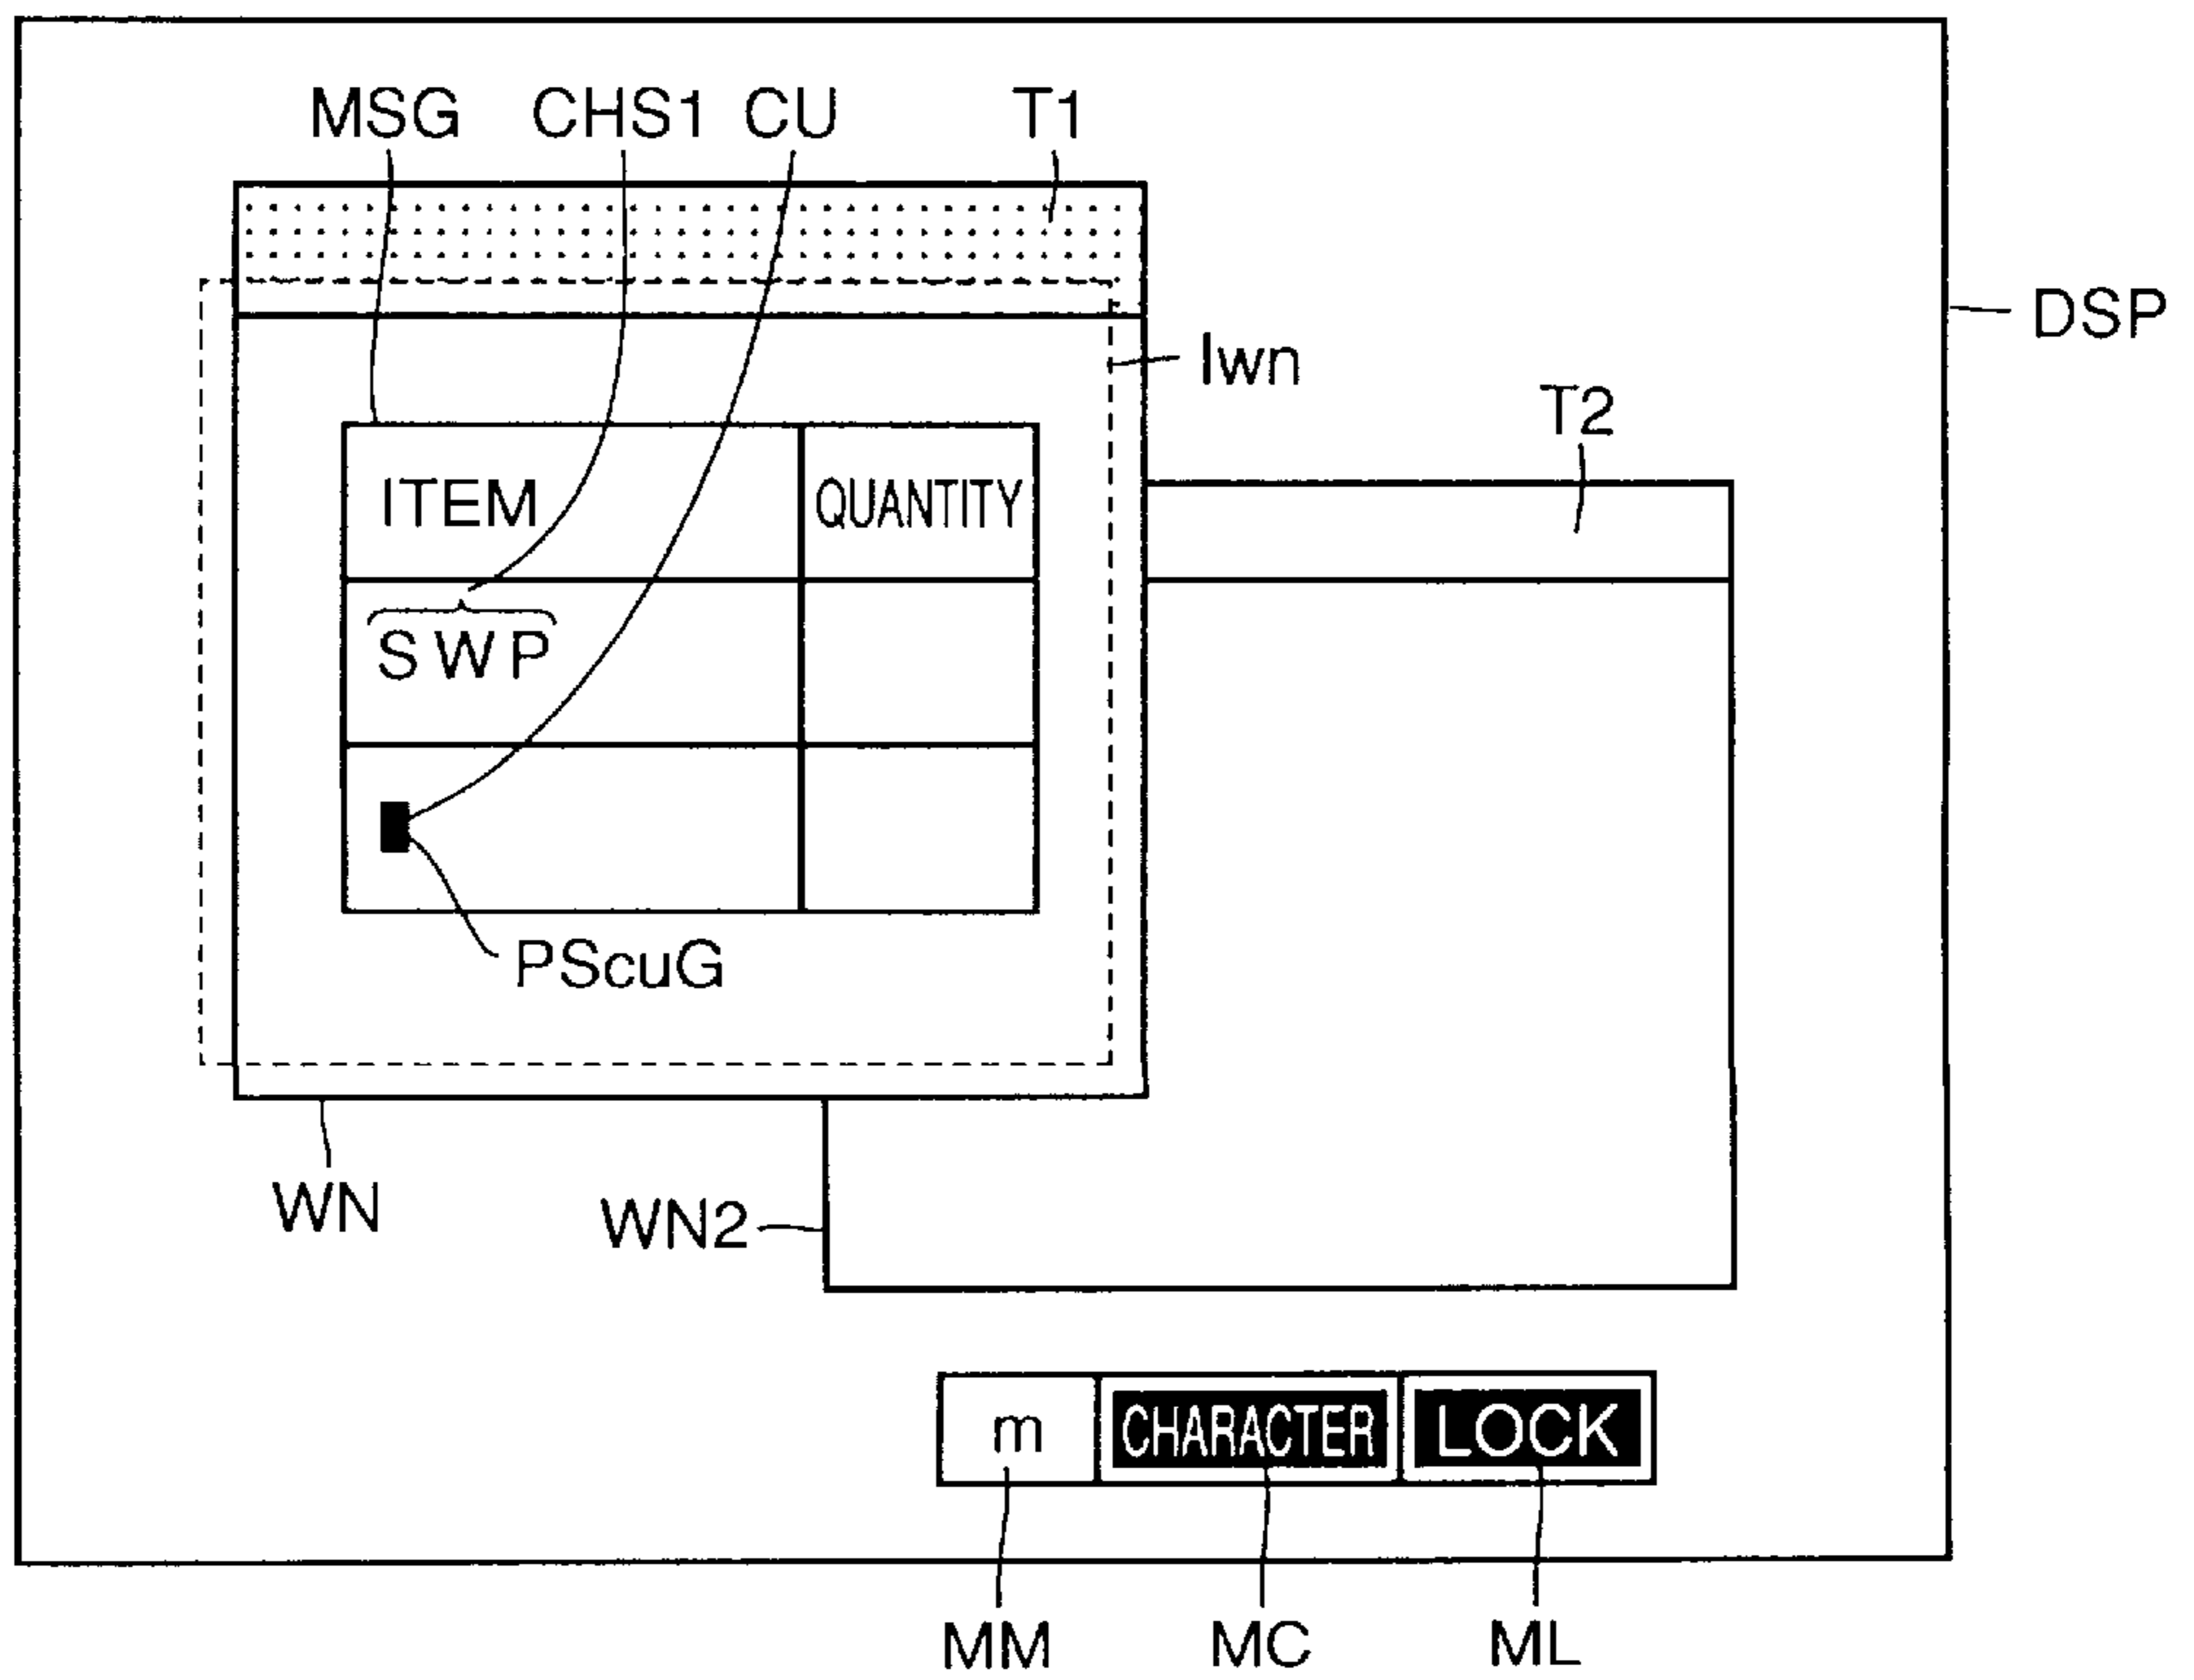 MSG CHS1 CU T1
DSP
Iwn
T2
ITEM QUANTITY
SWP
PScuG
WN
WN2
m CHARACTER LOCK
MM MC ML